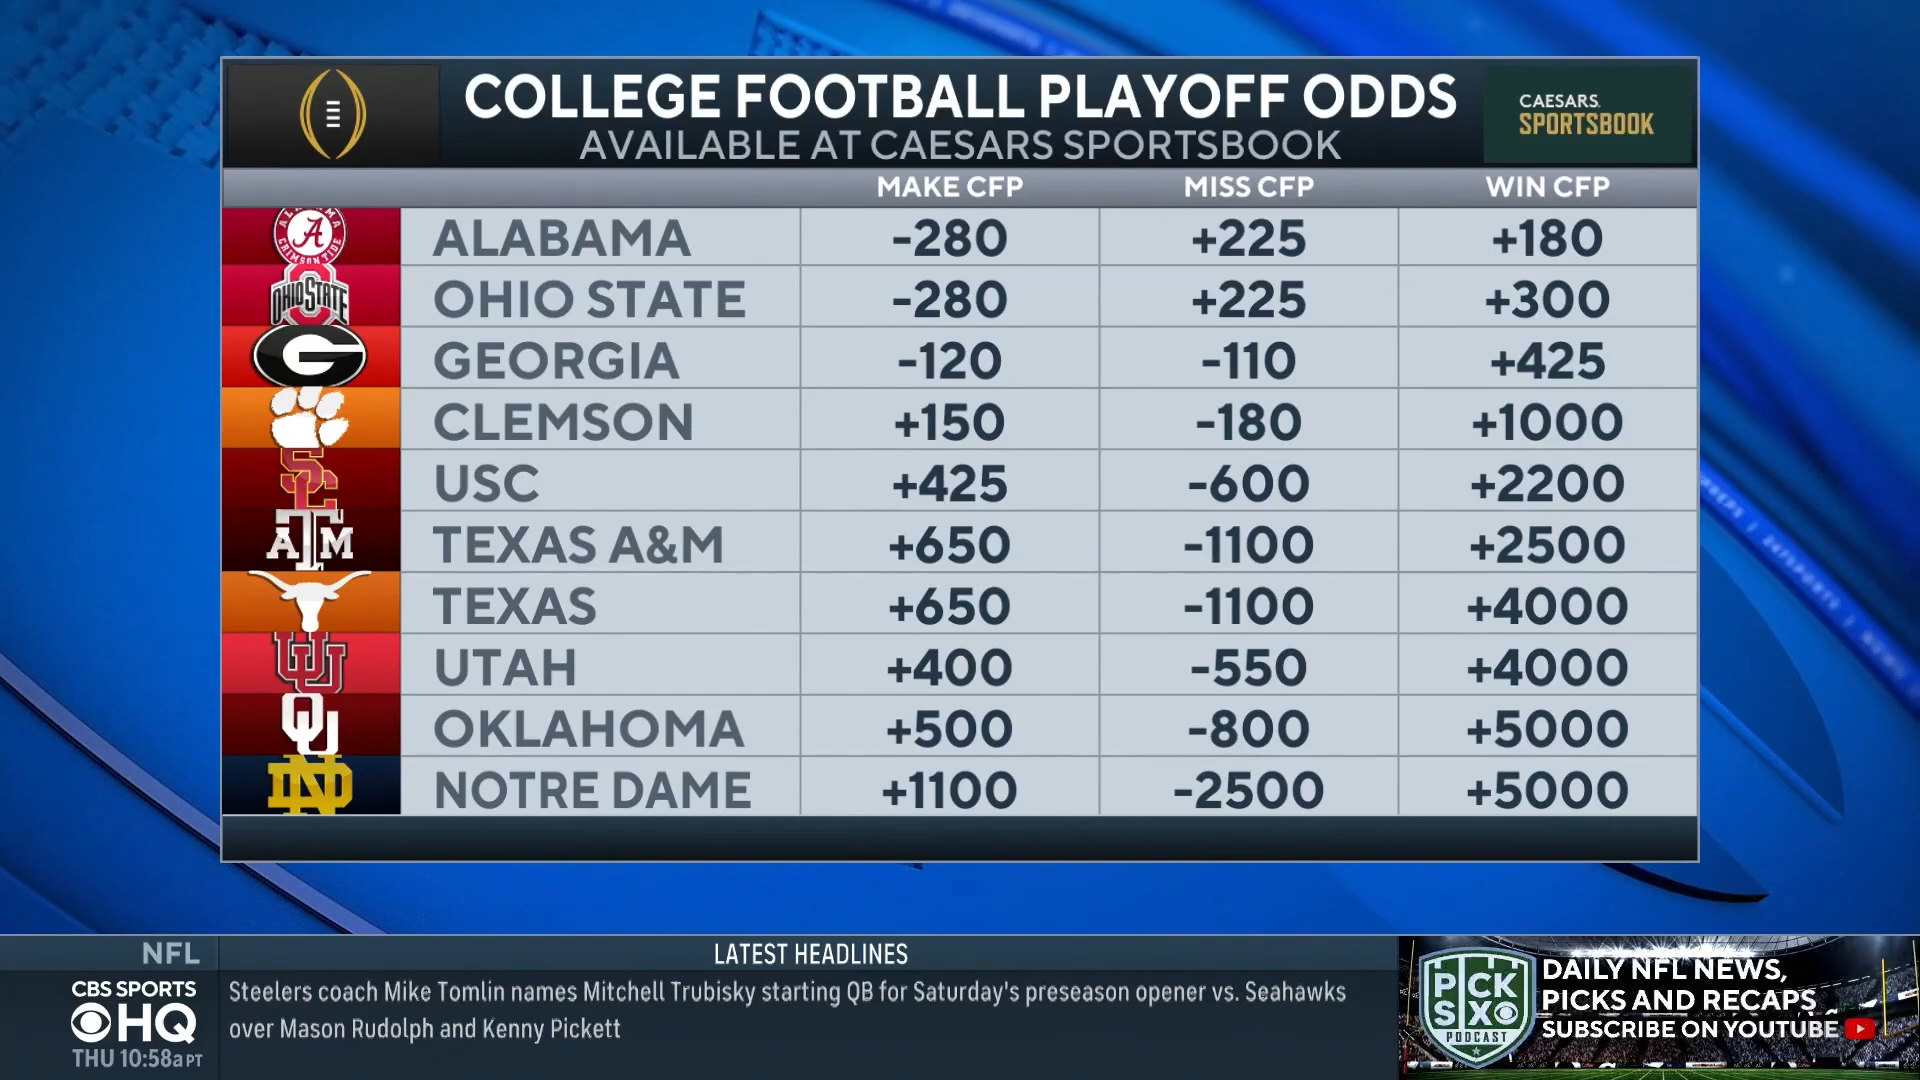 COLLEGE FOOTBALL PLAYOFF ODDS
AVAILABLE AT CAESARS SPORTSBOOK
CAESARS
SPORTSBOOK
MAKE CFP MISS CFP WIN CFP
ALABAMA -280 +225 +180
OHIO STATE -280 +225 +300
GEORGIA -120 -110 +425
CLEMSON +150 -180 +1000
USC +425 -600 +2200
TEXAS A&M +650 -1100 +2500
TEXAS +650 -1100 +4000
UTAH +400 -550 +4000
OKLAHOMA +500 -800 +5000
NOTRE DAME +1100 -2500 +5000
NFL
LATEST HEADLINES
CBS SPORTS
HQ
THU 10:58a PT
Steelers coach Mike Tomlin names Mitchell Trubisky starting QB for Saturday's preseason opener vs. Seahawks
over Mason Rudolph and Kenny Pickett
PICK
SIX
PODCAST
DAILY NFL NEWS,
PICKS AND RECAPS
SUBSCRIBE ON YOUTUBE